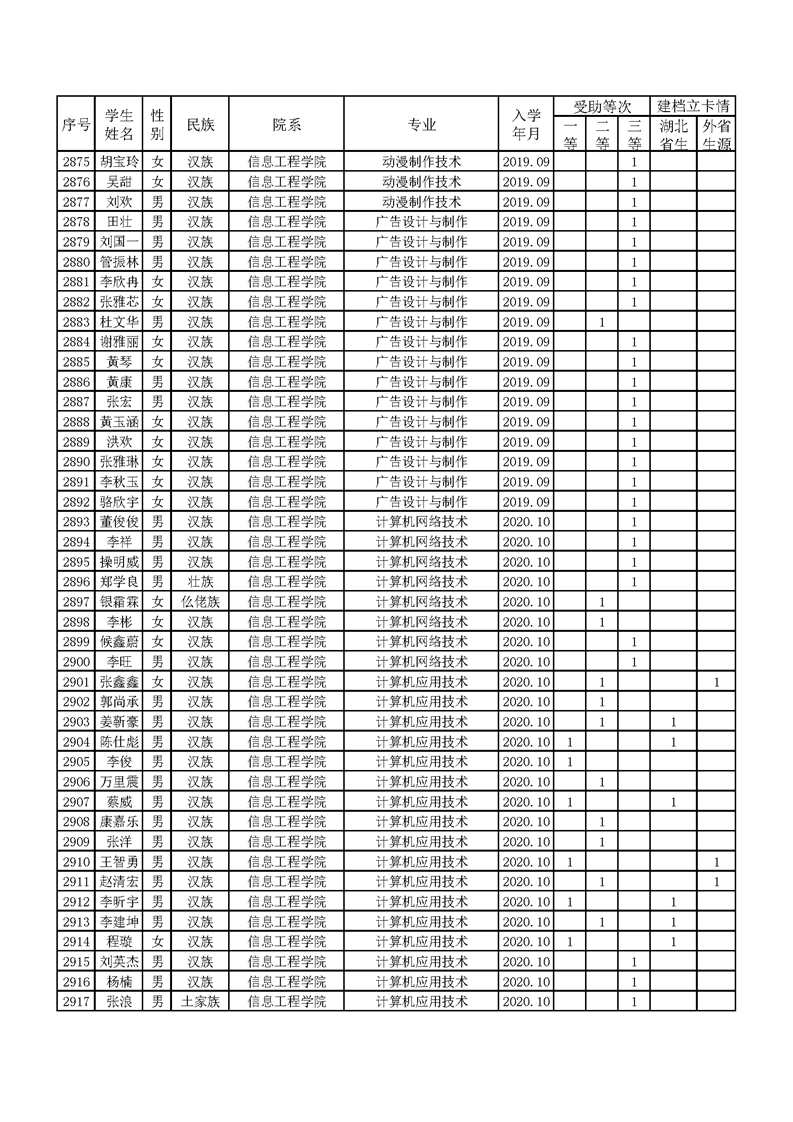 序号 学生姓名 性别 民族 院系 专业 入学年月 受助等次 建档立卡情
一等 二等 三等 湖北省生 外省生源
2875 胡宝玲 女 汉族 信息工程学院 动漫制作技术 2019.09 1
2876 吴甜 女 汉族 信息工程学院 动漫制作技术 2019.09 1
2877 刘欢 男 汉族 信息工程学院 动漫制作技术 2019.09 1
2878 田壮 男 汉族 信息工程学院 广告设计与制作 2019.09 1
2879 刘国一 男 汉族 信息工程学院 广告设计与制作 2019.09 1
2880 管振林 男 汉族 信息工程学院 广告设计与制作 2019.09 1
2881 李欣冉 女 汉族 信息工程学院 广告设计与制作 2019.09 1
2882 张雅芯 女 汉族 信息工程学院 广告设计与制作 2019.09 1
2883 杜文华 男 汉族 信息工程学院 广告设计与制作 2019.09 1
2884 谢雅丽 女 汉族 信息工程学院 广告设计与制作 2019.09 1
2885 黄琴 女 汉族 信息工程学院 广告设计与制作 2019.09 1
2886 黄康 男 汉族 信息工程学院 广告设计与制作 2019.09 1
2887 张宏 男 汉族 信息工程学院 广告设计与制作 2019.09 1
2888 黄玉涵 女 汉族 信息工程学院 广告设计与制作 2019.09 1
2889 洪欢 女 汉族 信息工程学院 广告设计与制作 2019.09 1
2890 张雅琳 女 汉族 信息工程学院 广告设计与制作 2019.09 1
2891 李秋玉 女 汉族 信息工程学院 广告设计与制作 2019.09 1
2892 骆欣宇 女 汉族 信息工程学院 广告设计与制作 2019.09 1
2893 董俊俊 男 汉族 信息工程学院 计算机网络技术 2020.10 1
2894 李祥 男 汉族 信息工程学院 计算机网络技术 2020.10 1
2895 操明威 男 汉族 信息工程学院 计算机网络技术 2020.10 1
2896 郑学良 男 壮族 信息工程学院 计算机网络技术 2020.10 1
2897 银霜霖 女 仫佬族 信息工程学院 计算机网络技术 2020.10 1
2898 李彬 女 汉族 信息工程学院 计算机网络技术 2020.10 1
2899 候鑫蔚 女 汉族 信息工程学院 计算机网络技术 2020.10 1
2900 李旺 男 汉族 信息工程学院 计算机网络技术 2020.10 1
2901 张鑫鑫 女 汉族 信息工程学院 计算机应用技术 2020.10 1 1
2902 郭尚承 男 汉族 信息工程学院 计算机应用技术 2020.10 1
2903 姜靳豪 男 汉族 信息工程学院 计算机应用技术 2020.10 1 1
2904 陈仕彪 男 汉族 信息工程学院 计算机应用技术 2020.10 1 1
2905 李俊 男 汉族 信息工程学院 计算机应用技术 2020.10 1
2906 万里震 男 汉族 信息工程学院 计算机应用技术 2020.10 1
2907 蔡威 男 汉族 信息工程学院 计算机应用技术 2020.10 1 1
2908 康嘉乐 男 汉族 信息工程学院 计算机应用技术 2020.10 1
2909 张洋 男 汉族 信息工程学院 计算机应用技术 2020.10 1
2910 王智勇 男 汉族 信息工程学院 计算机应用技术 2020.10 1 1
2911 赵清宏 男 汉族 信息工程学院 计算机应用技术 2020.10 1 1
2912 李昕宇 男 汉族 信息工程学院 计算机应用技术 2020.10 1 1
2913 李建坤 男 汉族 信息工程学院 计算机应用技术 2020.10 1 1
2914 程璇 女 汉族 信息工程学院 计算机应用技术 2020.10 1 1
2915 刘英杰 男 汉族 信息工程学院 计算机应用技术 2020.10 1
2916 杨楠 男 汉族 信息工程学院 计算机应用技术 2020.10 1
2917 张浪 男 土家族 信息工程学院 计算机应用技术 2020.10 1